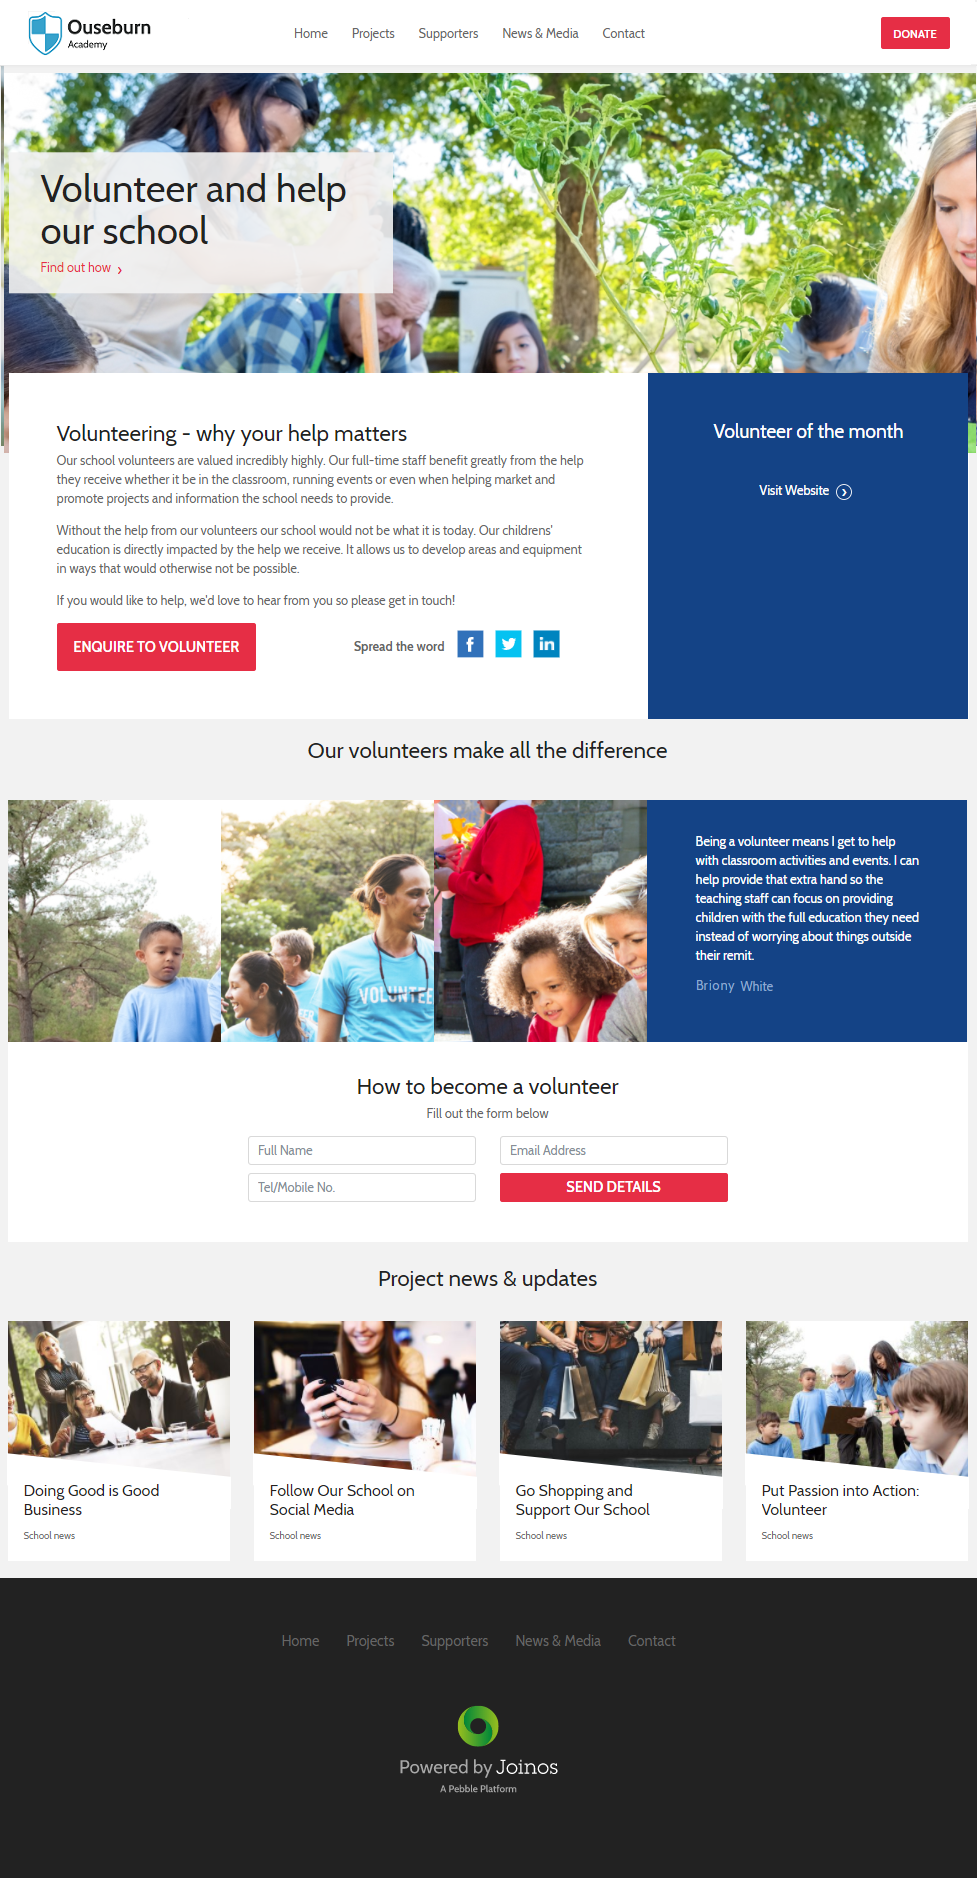 Ouseburn
Academy
Home Projects Supporters News & Media Contact
DONATE
Volunteer and help
our school
Find out how
Volunteering - why your help matters
Our school volunteers are valued incredibly highly. Our full-time staff benefit greatly from the help
they receive whether it be in the classroom, running events or even when helping market and
promote projects and information the school needs to provide.
Without the help from our volunteers our school would not be what it is today. Our childrens'
education is directly impacted by the help we receive. It allows us to develop areas and equipment
in ways that would otherwise not be possible.
If you would like to help, we'd love to hear from you so please get in touch!
ENQUIRE TO VOLUNTEER
Spread the word
f
in
Volunteer of the month
Visit Website
Our volunteers make all the difference
VOLUNTEE
Being a volunteer means I get to help
with classroom activities and events. I can
help provide that extra hand so the
teaching staff can focus on providing
children with the full education they need
instead of worrying about things outside
their remit.
Briony White
How to become a volunteer
Fill out the form below
Full Name
Email Address
Tel/Mobile No.
SEND DETAILS
Project news & updates
Doing Good is Good
Business
School news
Follow Our School on
Social Media
School news
Go Shopping and
Support Our School
School news
Put Passion into Action:
Volunteer
School news
Home Projects Supporters News & Media Contact
Powered by Joinos
A Pebble Platform